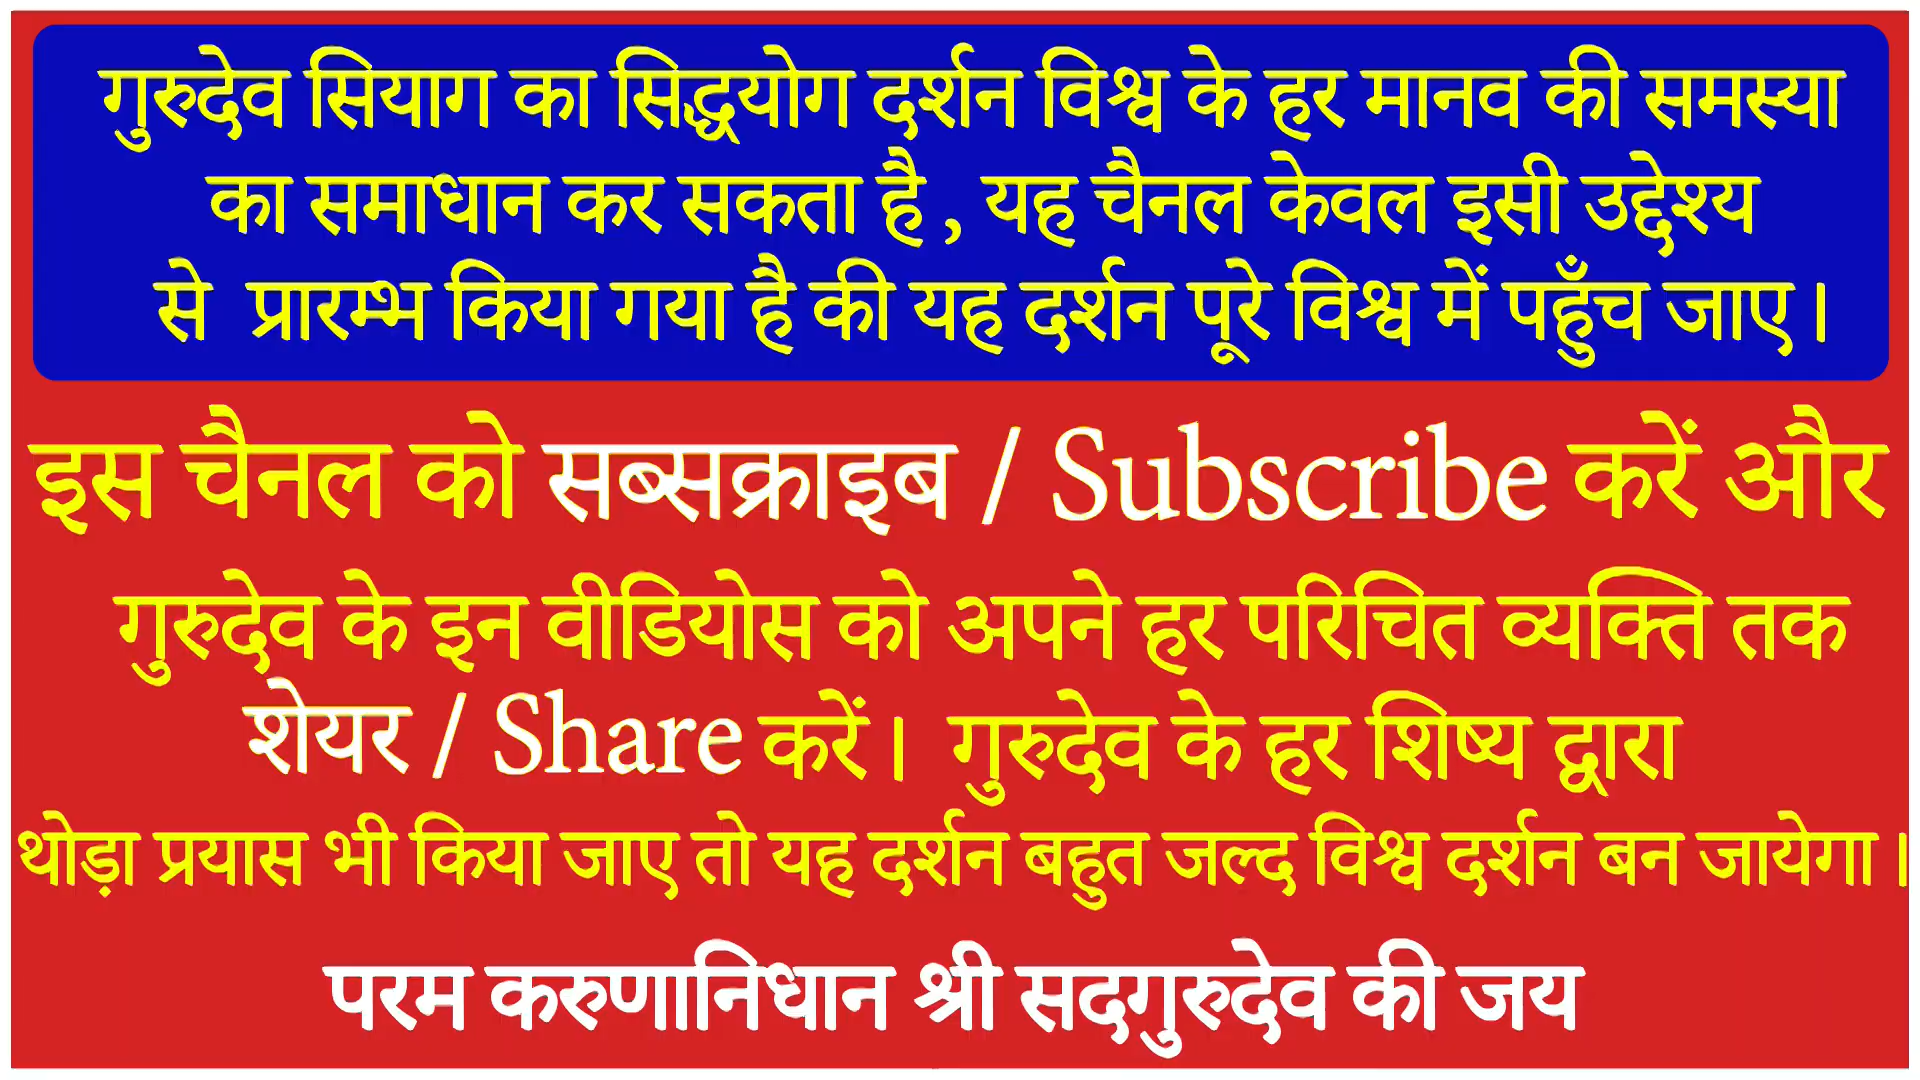 गुरुदेव सियाग का सिद्धयोग दर्शन विश्व के हर मानव की समस्या
का समाधान कर सकता है , यह चैनल केवल इसी उद्देश्य
से प्रारम्भ किया गया है की यह दर्शन पूरे विश्व में पहुँच जाए ।
इस चैनल को सब्सक्राइब / Subscribe करें और
गुरुदेव के इन वीडियोस को अपने हर परिचित व्यक्ति तक
शेयर / Share करें । गुरुदेव के हर शिष्य द्वारा
थोड़ा प्रयास भी किया जाए तो यह दर्शन बहुत जल्द विश्व दर्शन बन जायेगा ।
परम करुणानिधान श्री सदगुरुदेव की जय